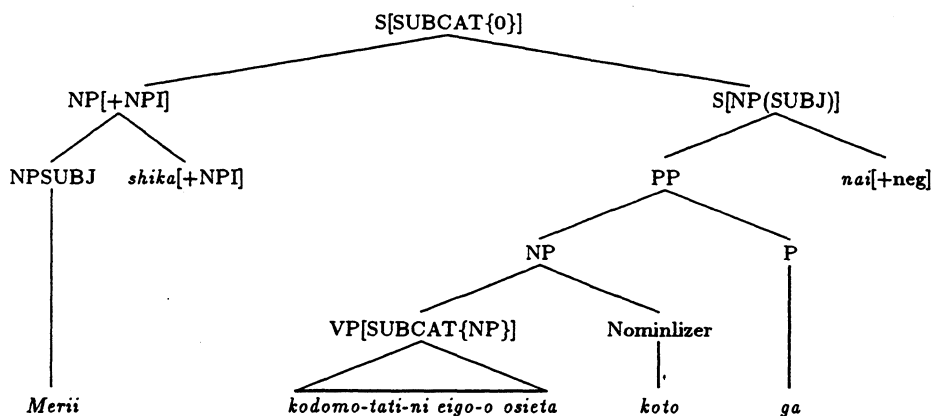 S[SUBCAT{0}]
NP[+NPI] S[NP(SUBJ)]
NPSUBJ shika[+NPI] PP nai[+neg]
NP P
VP[SUBCAT{NP}] Nominlizer
Merii kodomo-tati-ni eigo-o osieta koto ga